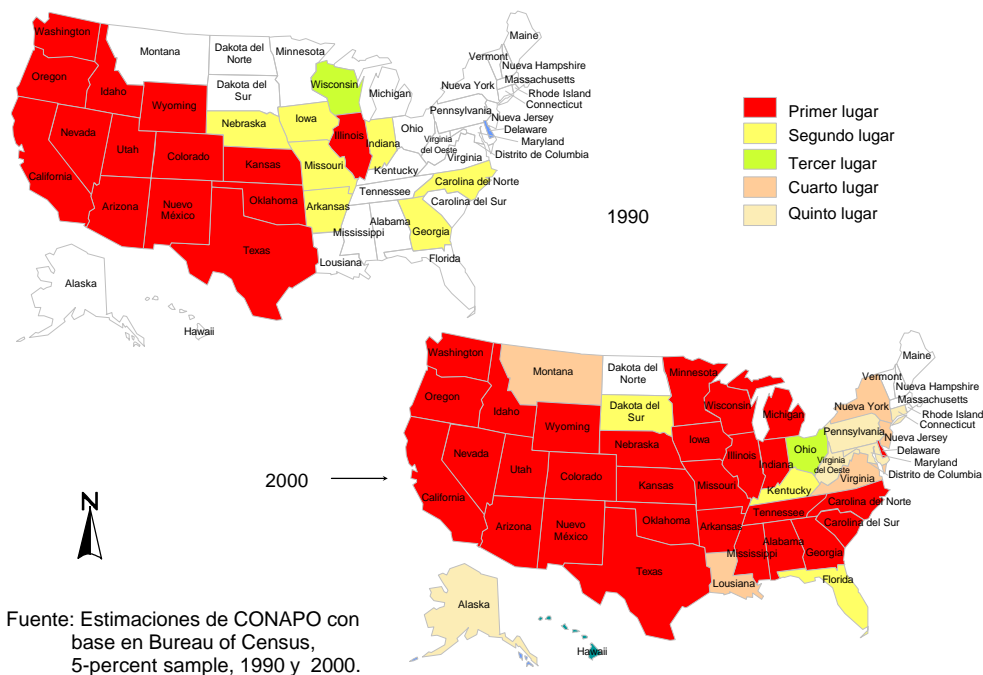 Washington
Montana
Dakota del
Norte
Minnesota
Maine
Vermont
Nueva Hampshire
Massachusetts
Rhode Island
Connecticut
Oregon
Idaho
Wyoming
Dakota del
Sur
Wisconsin
Michigan
Nueva York
Pennsylvania
Nueva Jersey
Delaware
Maryland
Distrito de Columbia
Nevada
Nebraska
Iowa
Illinois
Indiana
Ohio
Virginia
del Oeste
Virginia
California
Utah
Colorado
Kansas
Missouri
Kentucky
Carolina del Norte
Tennessee
Carolina del Sur
Arizona
Nuevo
México
Oklahoma
Arkansas
Mississippi
Alabama
Georgia
Texas
Lousiana
Florida
Alaska
Hawaii
Primer lugar
Segundo lugar
Tercer lugar
Cuarto lugar
Quinto lugar
1990
Washington
Montana
Dakota del
Norte
Minnesota
Maine
Vermont
Nueva Hampshire
Massachusetts
Rhode Island
Connecticut
Oregon
Idaho
Wyoming
Dakota del
Sur
Wisconsin
Michigan
Nueva York
Pennsylvania
Nueva Jersey
Delaware
Maryland
Distrito de Columbia
Nevada
Nebraska
Iowa
Illinois
Indiana
Ohio
Virginia
del Oeste
Virginia
California
Utah
Colorado
Kansas
Missouri
Kentucky
Carolina del Norte
Tennessee
Carolina del Sur
Arizona
Nuevo
México
Oklahoma
Arkansas
Mississippi
Alabama
Georgia
Texas
Lousiana
Florida
Alaska
Hawaii
2000
N
Fuente: Estimaciones de CONAPO con
base en Bureau of Census,
5-percent sample, 1990 y 2000.